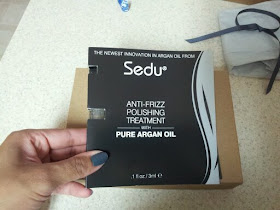 THE NEWEST INNOVATION IN ARGAN OIL FROM
Sedu®
ANTI-FRIZZ
POLISHING
TREATMENT
WITH
PURE ARGAN OIL
.1 fl oz / 3ml ℮